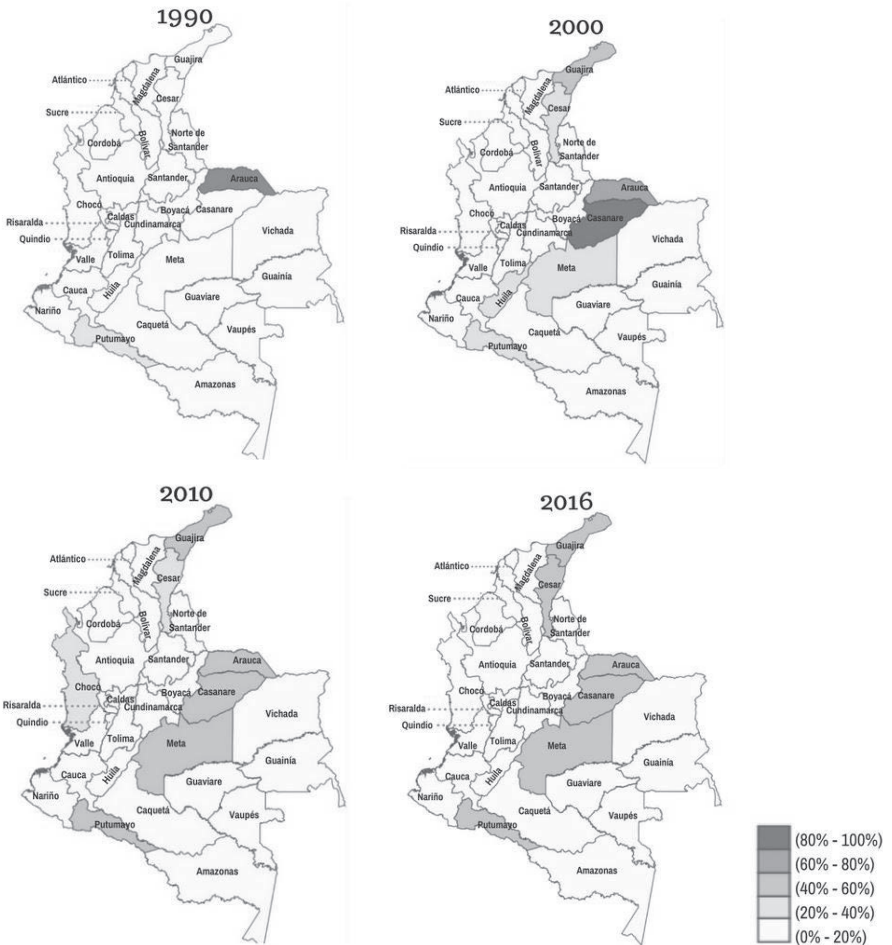 1990
Guajira
Atlántico
Magdalena
Cesar
Sucre
Bolívar
Norte de
Santander
Cordobá
Antioquia
Santander
Arauca
Chocó
Caldas
Boyacá
Casanare
Risaralda
Cundinamarca
Vichada
Quindio
Tolima
Valle
Meta
Guainía
Cauca
Huila
Guaviare
Nariño
Caquetá
Vaupés
Putumayo
Amazonas
2000
Guajira
Atlántico
Magdalena
Cesar
Sucre
Bolívar
Norte de
Santander
Cordobá
Antioquia
Santander
Arauca
Chocó
Caldas
Boyacá
Casanare
Risaralda
Cundinamarca
Vichada
Quindio
Tolima
Valle
Meta
Guainía
Cauca
Huila
Guaviare
Nariño
Caquetá
Vaupés
Putumayo
Amazonas
2010
Guajira
Atlántico
Magdalena
Cesar
Sucre
Bolívar
Norte de
Santander
Cordobá
Antioquia
Santander
Arauca
Chocó
Caldas
Boyacá
Casanare
Risaralda
Cundinamarca
Vichada
Quindio
Tolima
Valle
Meta
Guainía
Cauca
Huila
Guaviare
Nariño
Caquetá
Vaupés
Putumayo
Amazonas
2016
Guajira
Atlántico
Magdalena
Cesar
Sucre
Bolívar
Norte de
Santander
Cordobá
Antioquia
Santander
Arauca
Chocó
Caldas
Boyacá
Casanare
Risaralda
Cundinamarca
Vichada
Quindio
Tolima
Valle
Meta
Guainía
Cauca
Huila
Guaviare
Nariño
Caquetá
Vaupés
Putumayo
Amazonas
(80% - 100%)
(60% - 80%)
(40% - 60%)
(20% - 40%)
(0% - 20%)